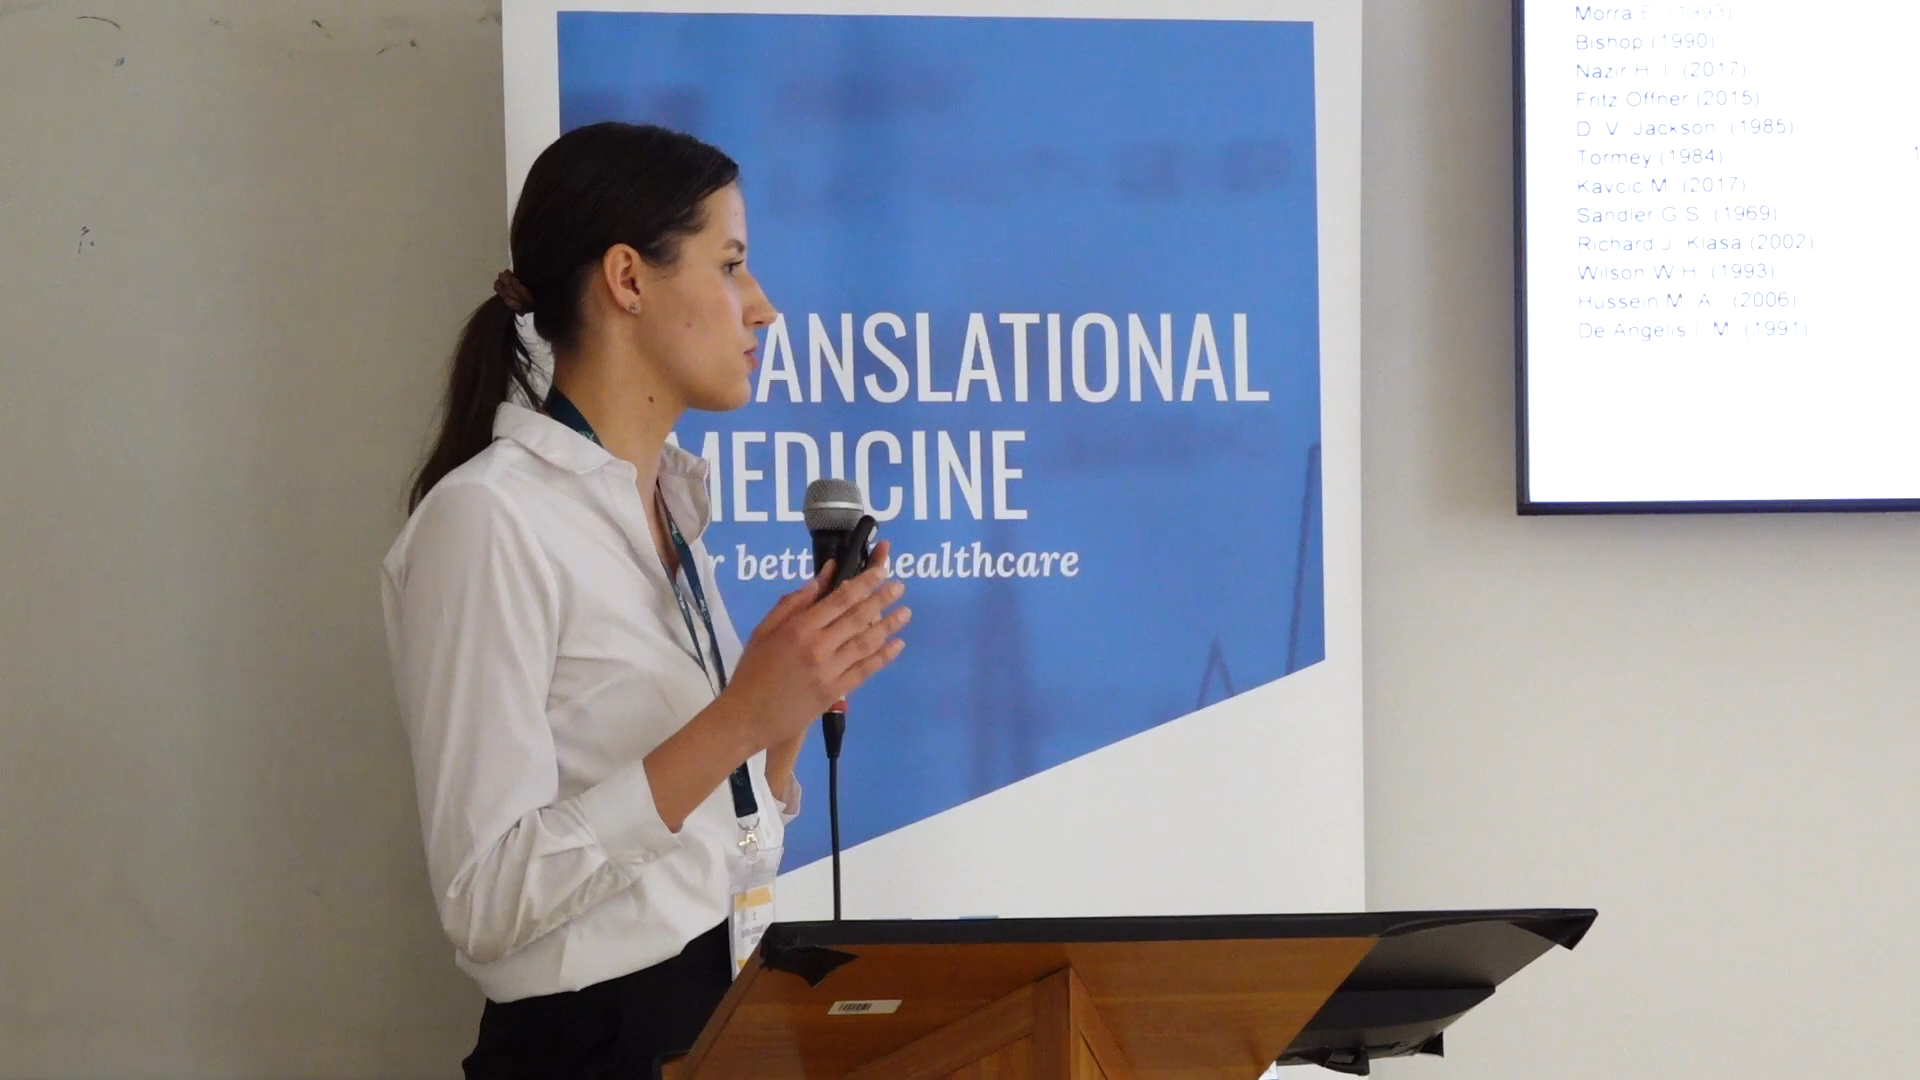 ANSLATIONAL
MEDICINE
r bett healthcare
Morra E. (1993)
Bishop (1990)
Nazir H. I. (2017)
Fritz Offner (2015)
D. V. Jackson. (1985)
Tormey (1984)
Kavcic M. (2017)
Sandler G.S. (1969)
Richard J. Klasa (2002)
Wilson W.H. (1993)
Hussein M. A. (2006)
De Angelis L.M. (1991)